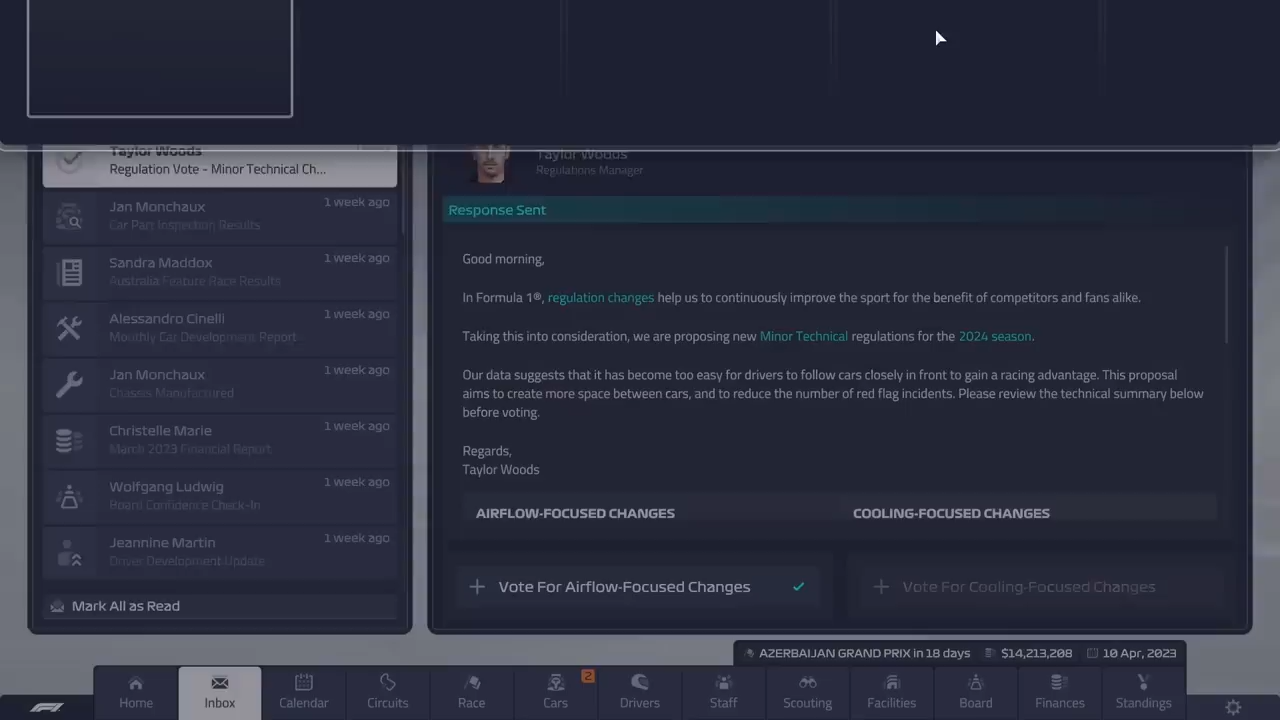 Taylor Woods
Regulation Vote - Minor Technical Ch...
Jan Monchaux
1 week ago
Car Part Inspection Results
Sandra Maddox
1 week ago
Australia Feature Race Results
Alessandro Cinelli
1 week ago
Monthly Car Development Report
Jan Monchaux
1 week ago
Chassis Manufactured
Christelle Marie
1 week ago
March 2023 Financial Report
Wolfgang Ludwig
1 week ago
Board Confidence Check-In
Jeannine Martin
1 week ago
Driver Development Update
Mark All as Read
Taylor Woods
Regulations Manager
Response Sent
Good morning,
In Formula 1®, regulation changes help us to continuously improve the sport for the benefit of competitors and fans alike.
Taking this into consideration, we are proposing new Minor Technical regulations for the 2024 season.
Our data suggests that it has become too easy for drivers to follow cars closely in front to gain a racing advantage. This proposal
aims to create more space between cars, and to reduce the number of red flag incidents. Please review the technical summary below
before voting.
Regards,
Taylor Woods
AIRFLOW-FOCUSED CHANGES
COOLING-FOCUSED CHANGES
Vote For Airflow-Focused Changes
Vote For Cooling-Focused Changes
AZERBAIJAN GRAND PRIX in 18 days
$14,213,208
10 Apr, 2023
Home
Inbox
Calendar
Circuits
Race
Cars
2
Drivers
Staff
Scouting
Facilities
Board
Finances
Standings